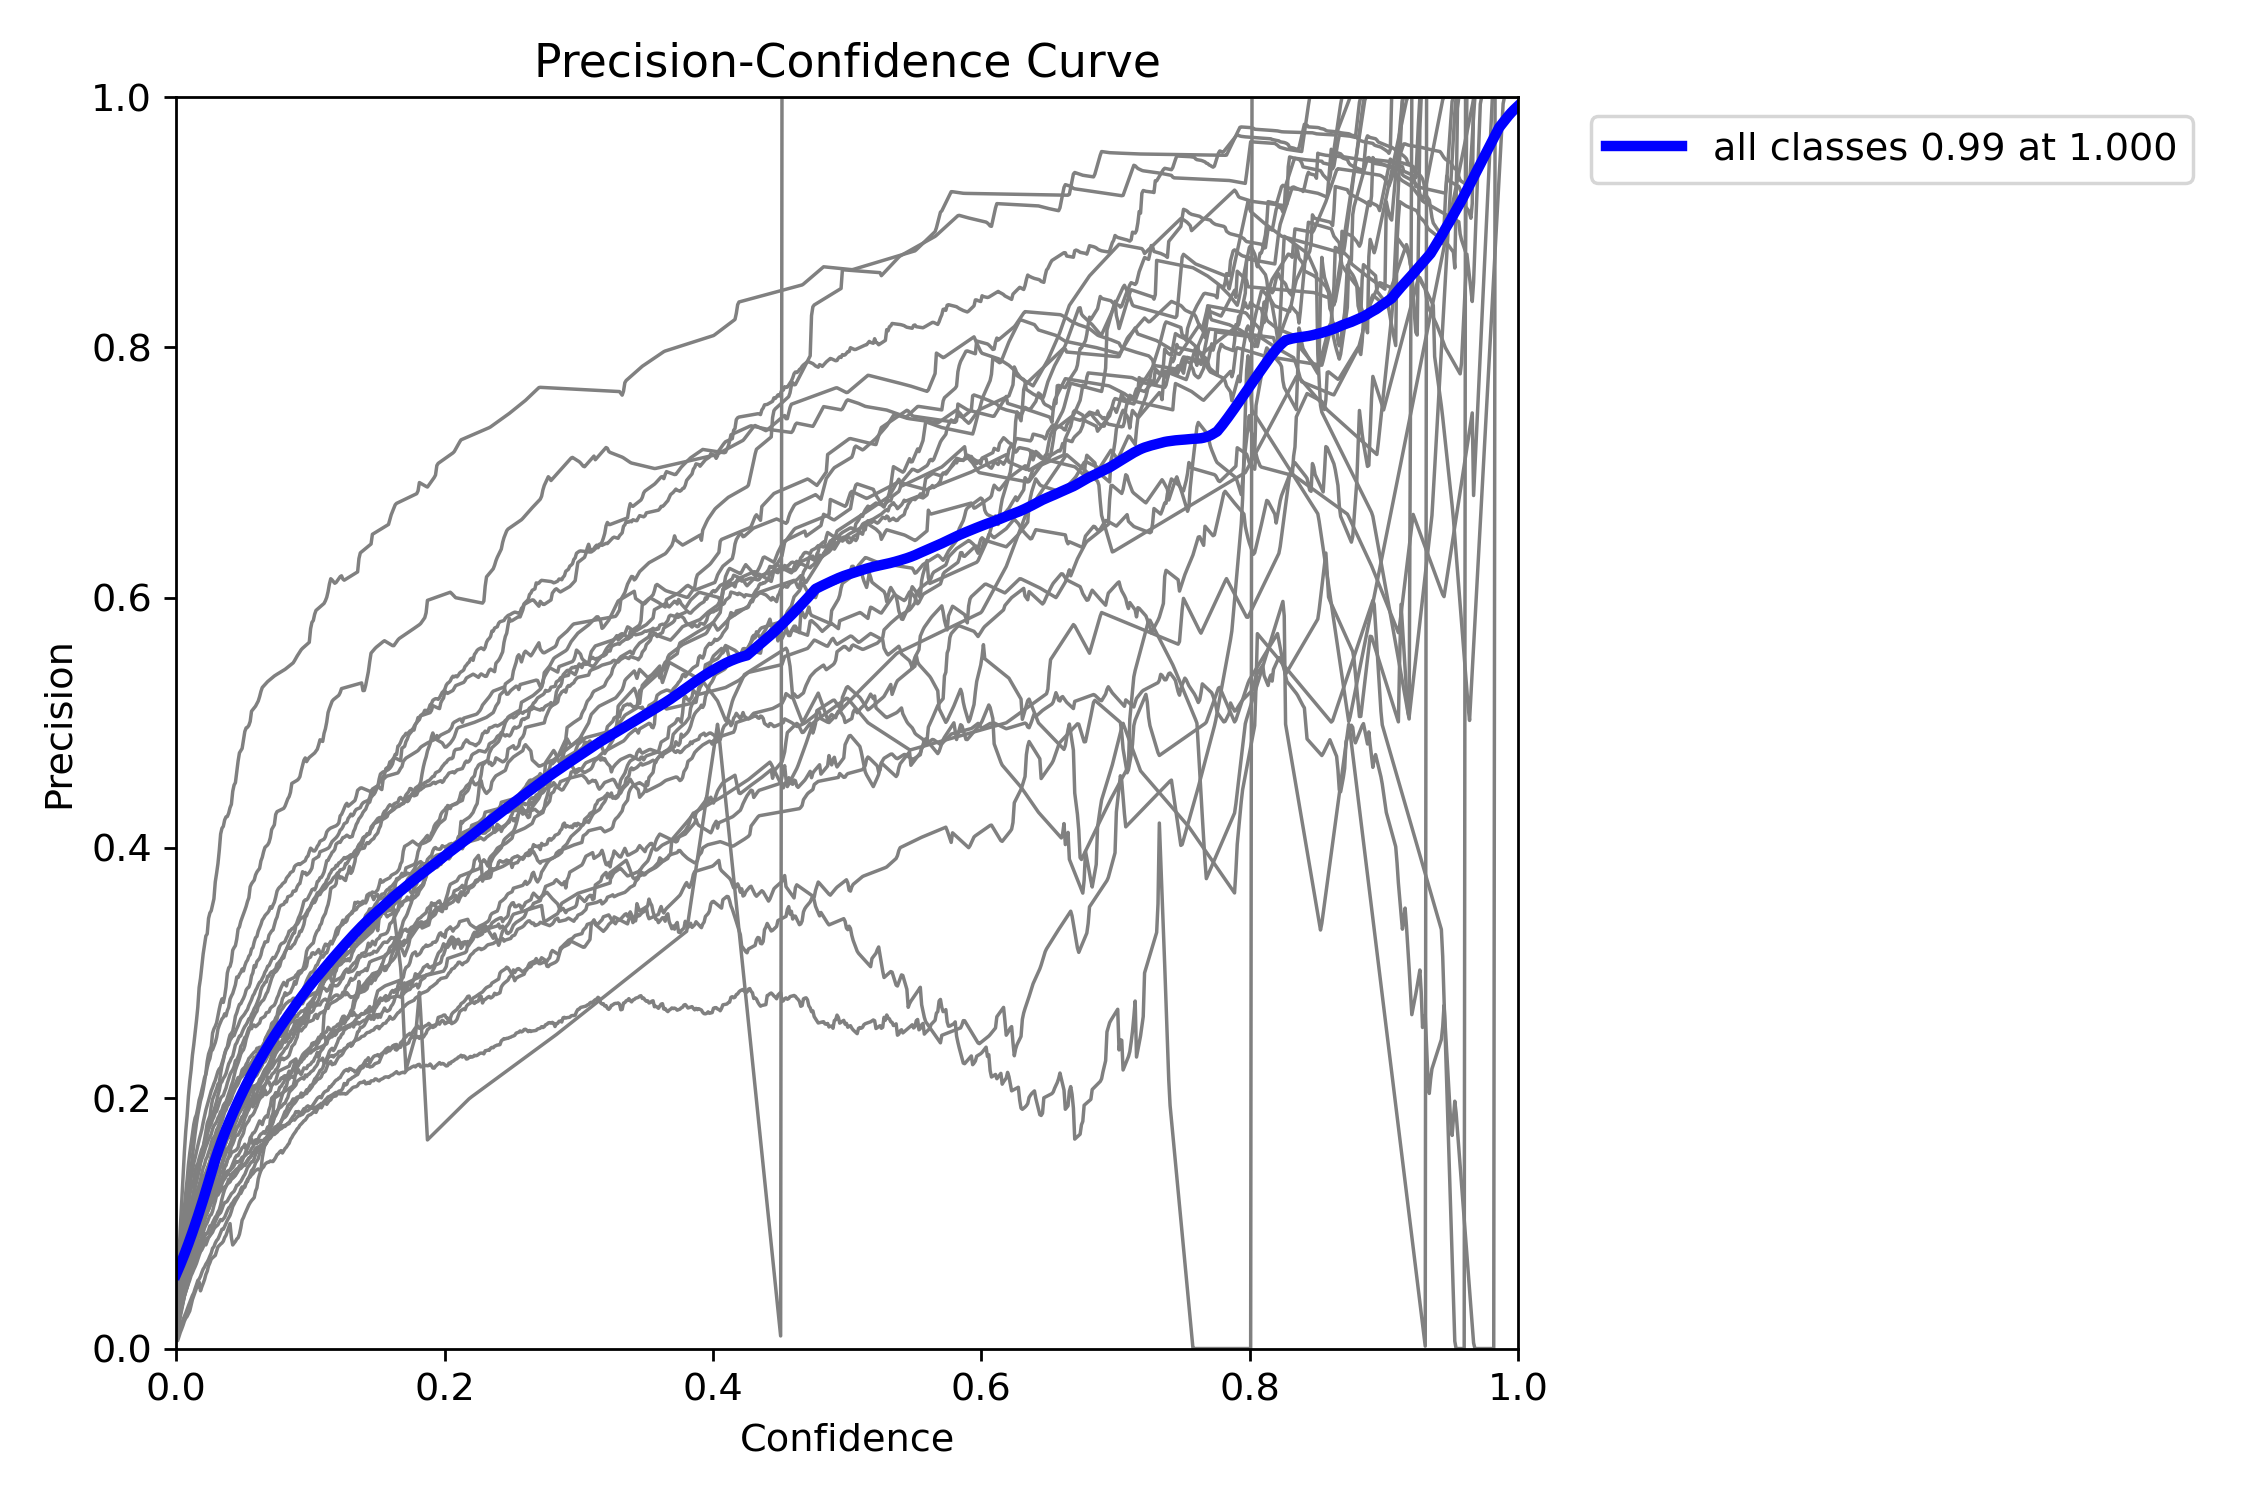 Precision-Confidence Curve
all classes 0.99 at 1.000
Precision
1.0
0.8
0.6
0.4
0.2
0.0
0.0 0.2 0.4 0.6 0.8 1.0
Confidence